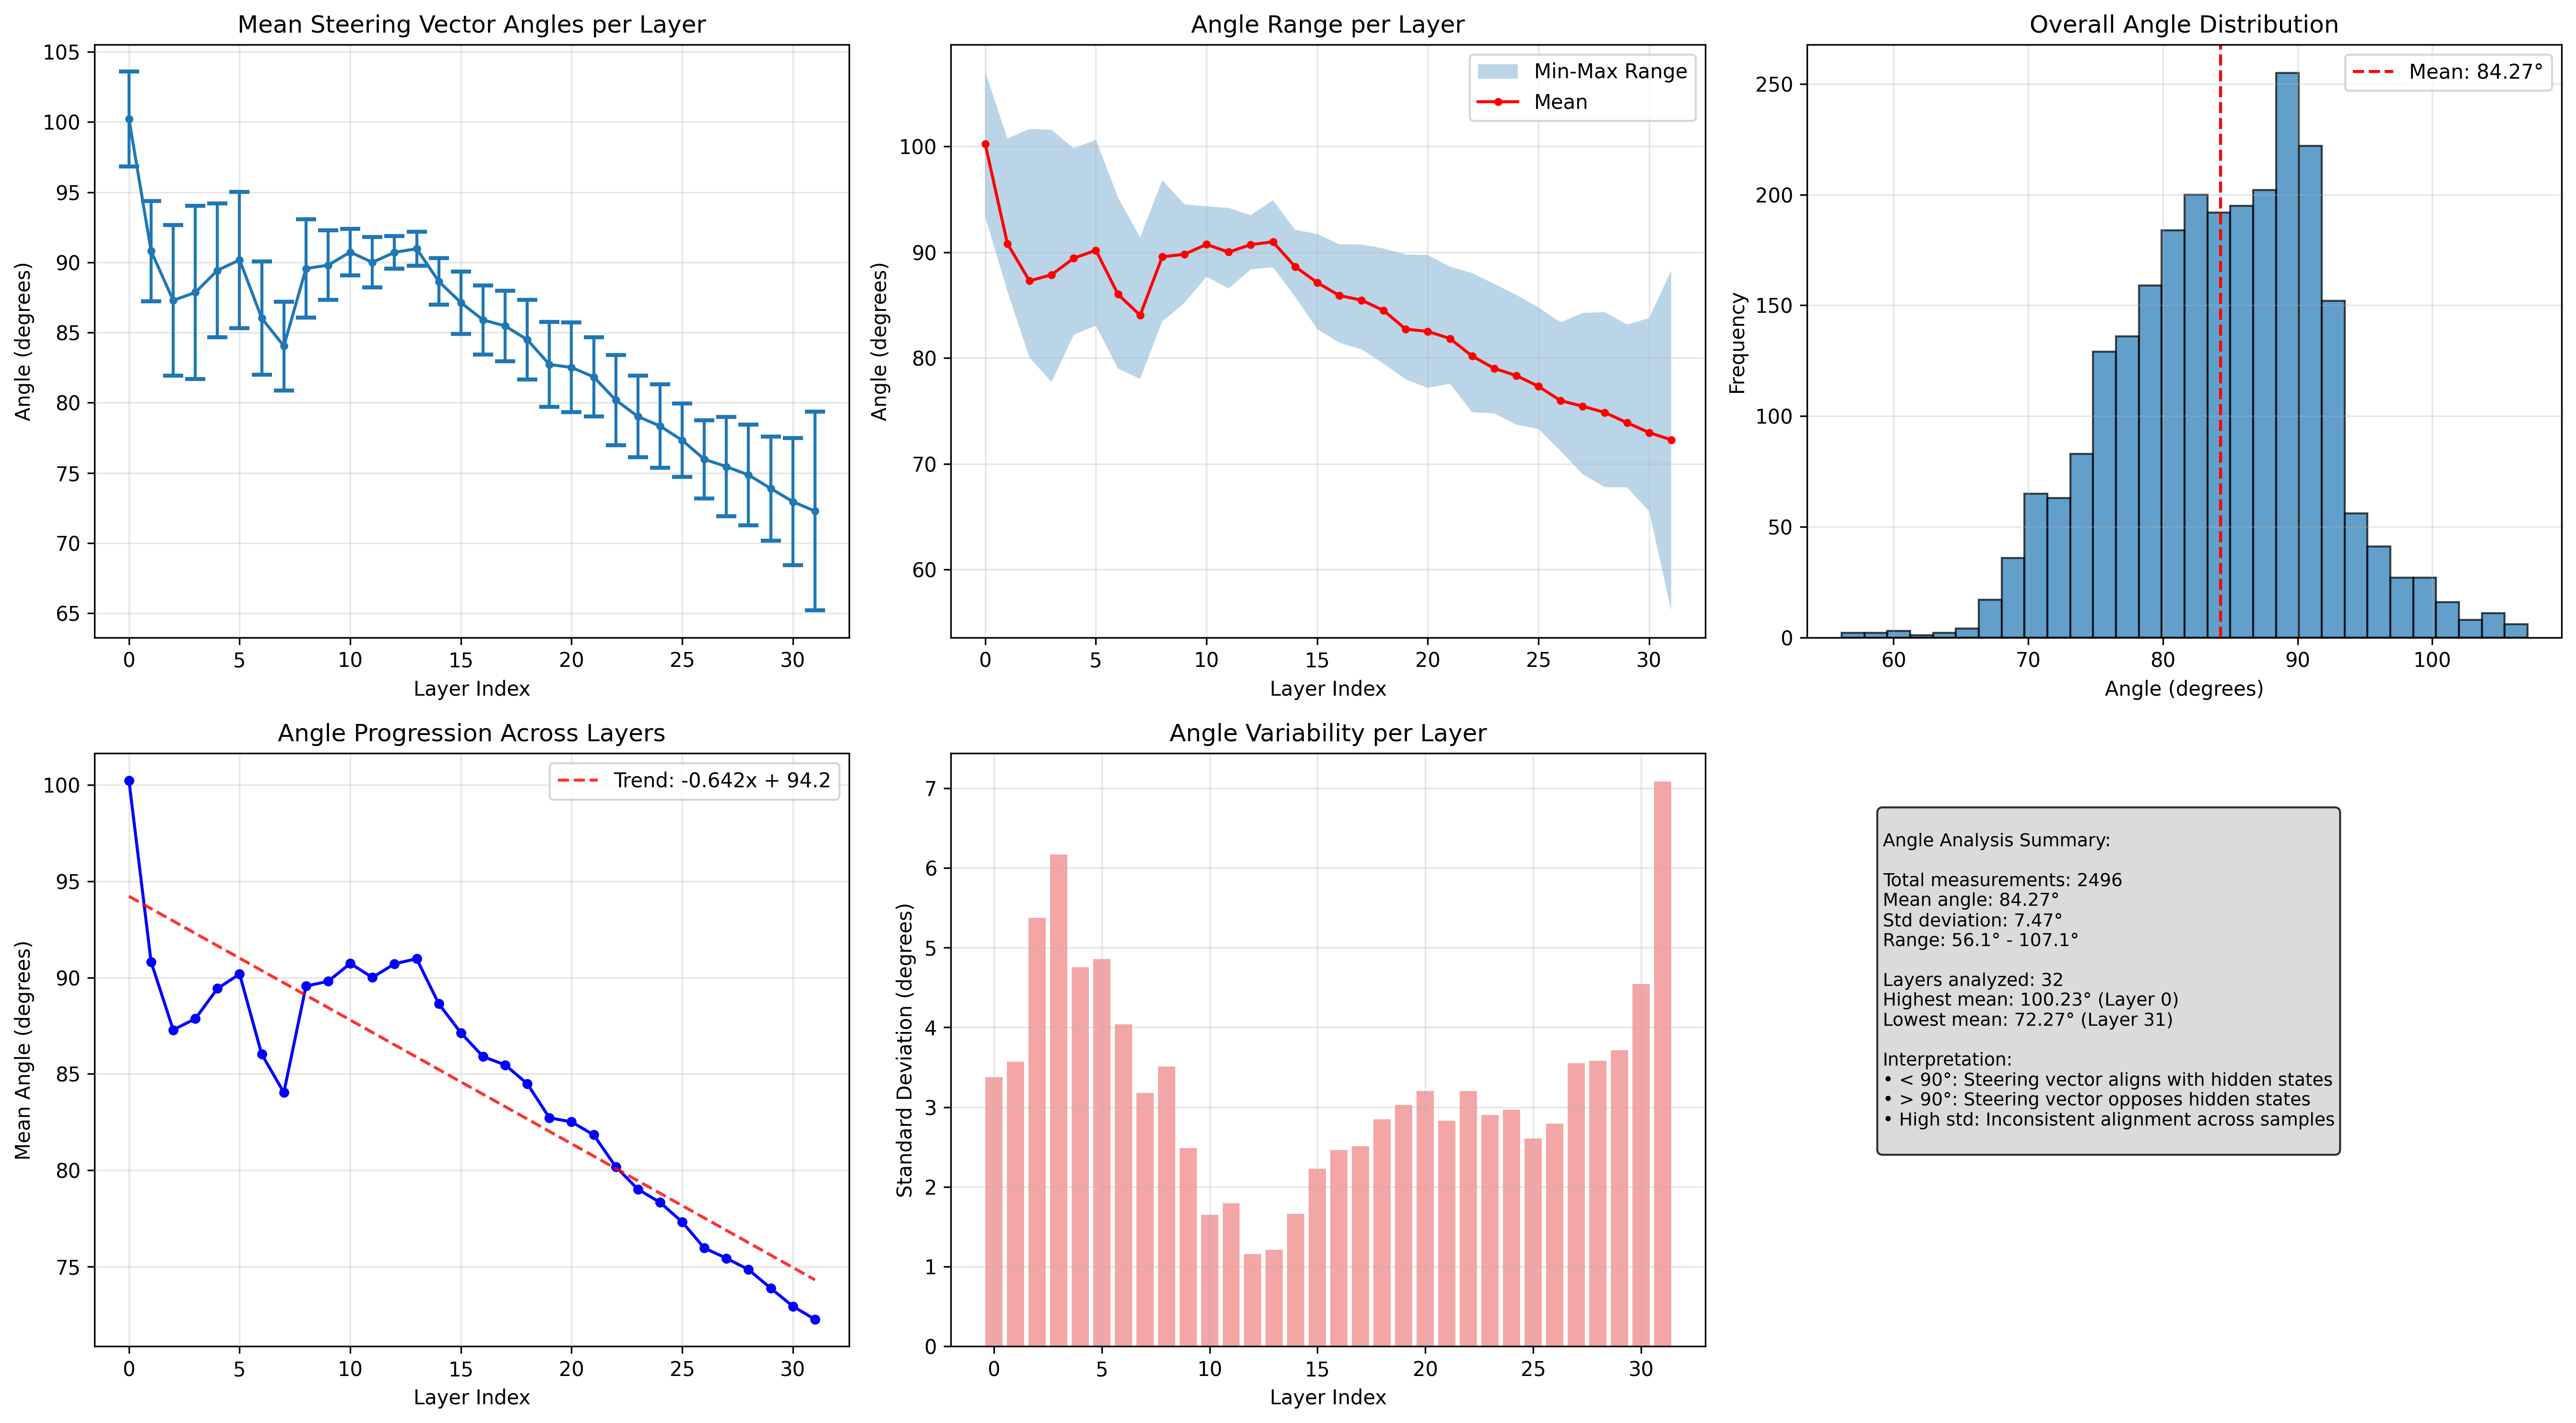 Mean Steering Vector Angles per Layer
105
100
95
90
85
80
75
70
65
Angle (degrees)
0 5 10 15 20 25 30
Layer Index
Angle Range per Layer
Min-Max Range
Mean
100
90
80
70
60
Angle (degrees)
0 5 10 15 20 25 30
Layer Index
Overall Angle Distribution
Mean: 84.27°
250
200
150
100
50
0
Frequency
60 70 80 90 100
Angle (degrees)
Angle Progression Across Layers
Trend: -0.642x + 94.2
100
95
90
85
80
75
Mean Angle (degrees)
0 5 10 15 20 25 30
Layer Index
Angle Variability per Layer
7
6
5
4
3
2
1
0
Standard Deviation (degrees)
0 5 10 15 20 25 30
Layer Index
Angle Analysis Summary:
Total measurements: 2496
Mean angle: 84.27°
Std deviation: 7.47°
Range: 56.1° - 107.1°
Layers analyzed: 32
Highest mean: 100.23° (Layer 0)
Lowest mean: 72.27° (Layer 31)
Interpretation:
• < 90°: Steering vector aligns with hidden states
• > 90°: Steering vector opposes hidden states
• High std: Inconsistent alignment across samples